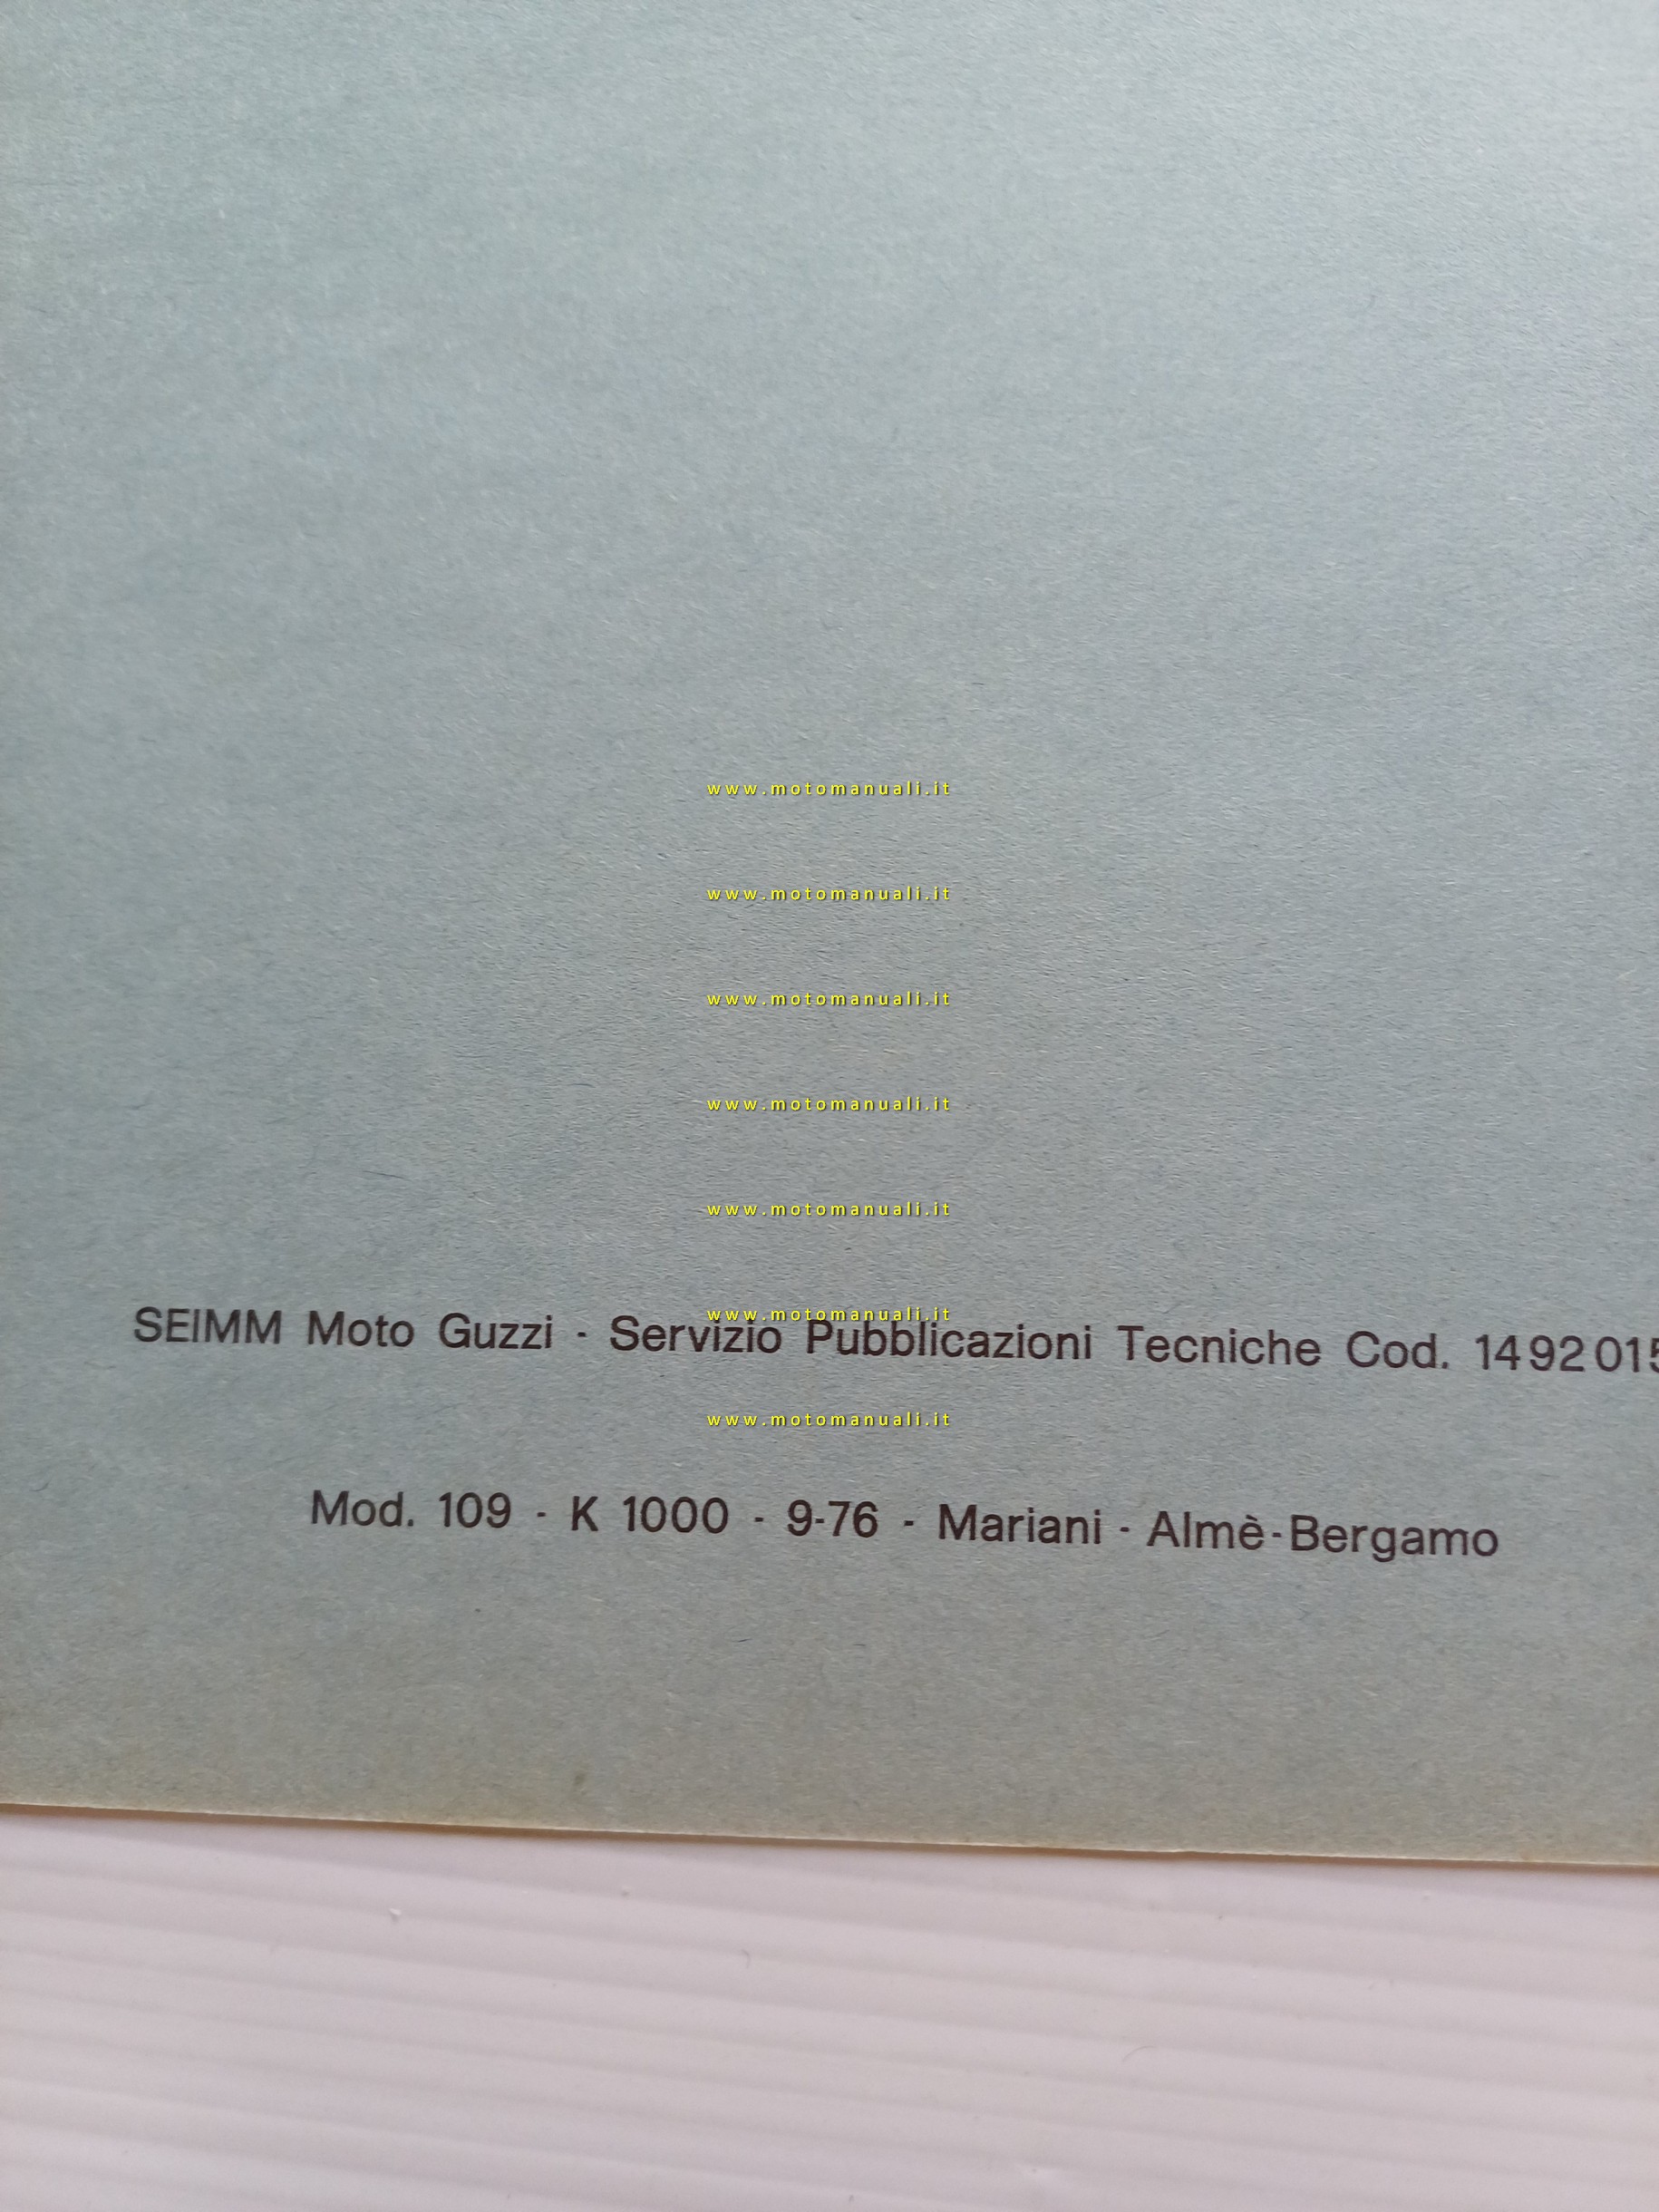 www.motomanuali.it
www.motomanuali.it
www.motomanuali.it
www.motomanuali.it
www.motomanuali.it
www.motomanuali.it
SEIMM Moto Guzzi - Servizio Pubblicazioni Tecniche Cod. 1492015
www.motomanuali.it
Mod. 109 - K 1000 - 9-76 - Mariani - Almè-Bergamo